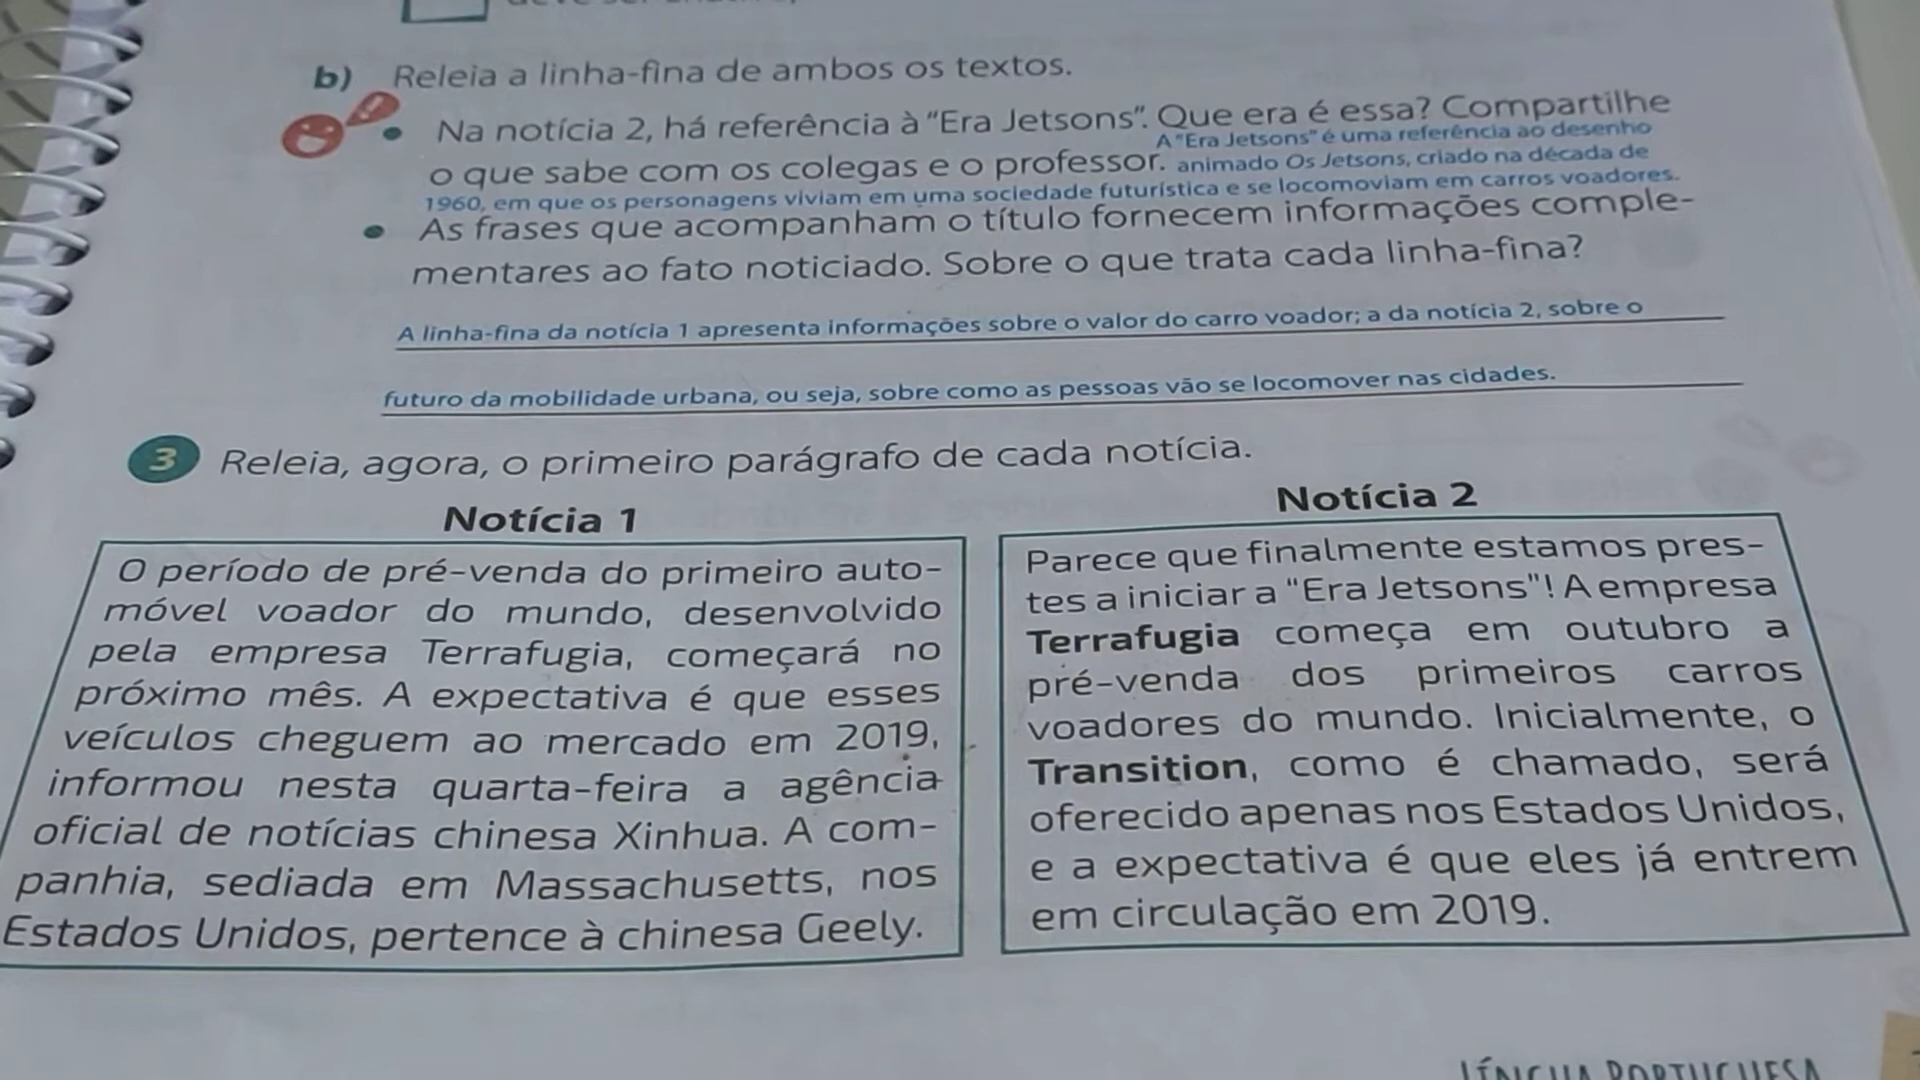 b) Releia a linha-fina de ambos os textos.
• Na notícia 2, há referência à “Era Jetsons”. Que era é essa? Compartilhe
o que sabe com os colegas e o professor. A “Era Jetsons” é uma referência ao desenho
animado Os Jetsons, criado na década de
1960, em que os personagens viviam em uma sociedade futurística e se locomoviam em carros voadores.
• As frases que acompanham o título fornecem informações comple-
mentares ao fato noticiado. Sobre o que trata cada linha-fina?
A linha-fina da notícia 1 apresenta informações sobre o valor do carro voador; a da notícia 2, sobre o
futuro da mobilidade urbana, ou seja, sobre como as pessoas vão se locomover nas cidades.
3 Releia, agora, o primeiro parágrafo de cada notícia.
Notícia 1
O período de pré-venda do primeiro auto-
móvel voador do mundo, desenvolvido
pela empresa Terrafugia, começará no
próximo mês. A expectativa é que esses
veículos cheguem ao mercado em 2019,
informou nesta quarta-feira a agência
oficial de notícias chinesa Xinhua. A com-
panhia, sediada em Massachusetts, nos
Estados Unidos, pertence à chinesa Geely.
Notícia 2
Parece que finalmente estamos pres-
tes a iniciar a “Era Jetsons”! A empresa
Terrafugia começa em outubro a
pré-venda dos primeiros carros
voadores do mundo. Inicialmente, o
Transition, como é chamado, será
oferecido apenas nos Estados Unidos,
e a expectativa é que eles já entrem
em circulação em 2019.
LÍNGUA PORTUGUESA